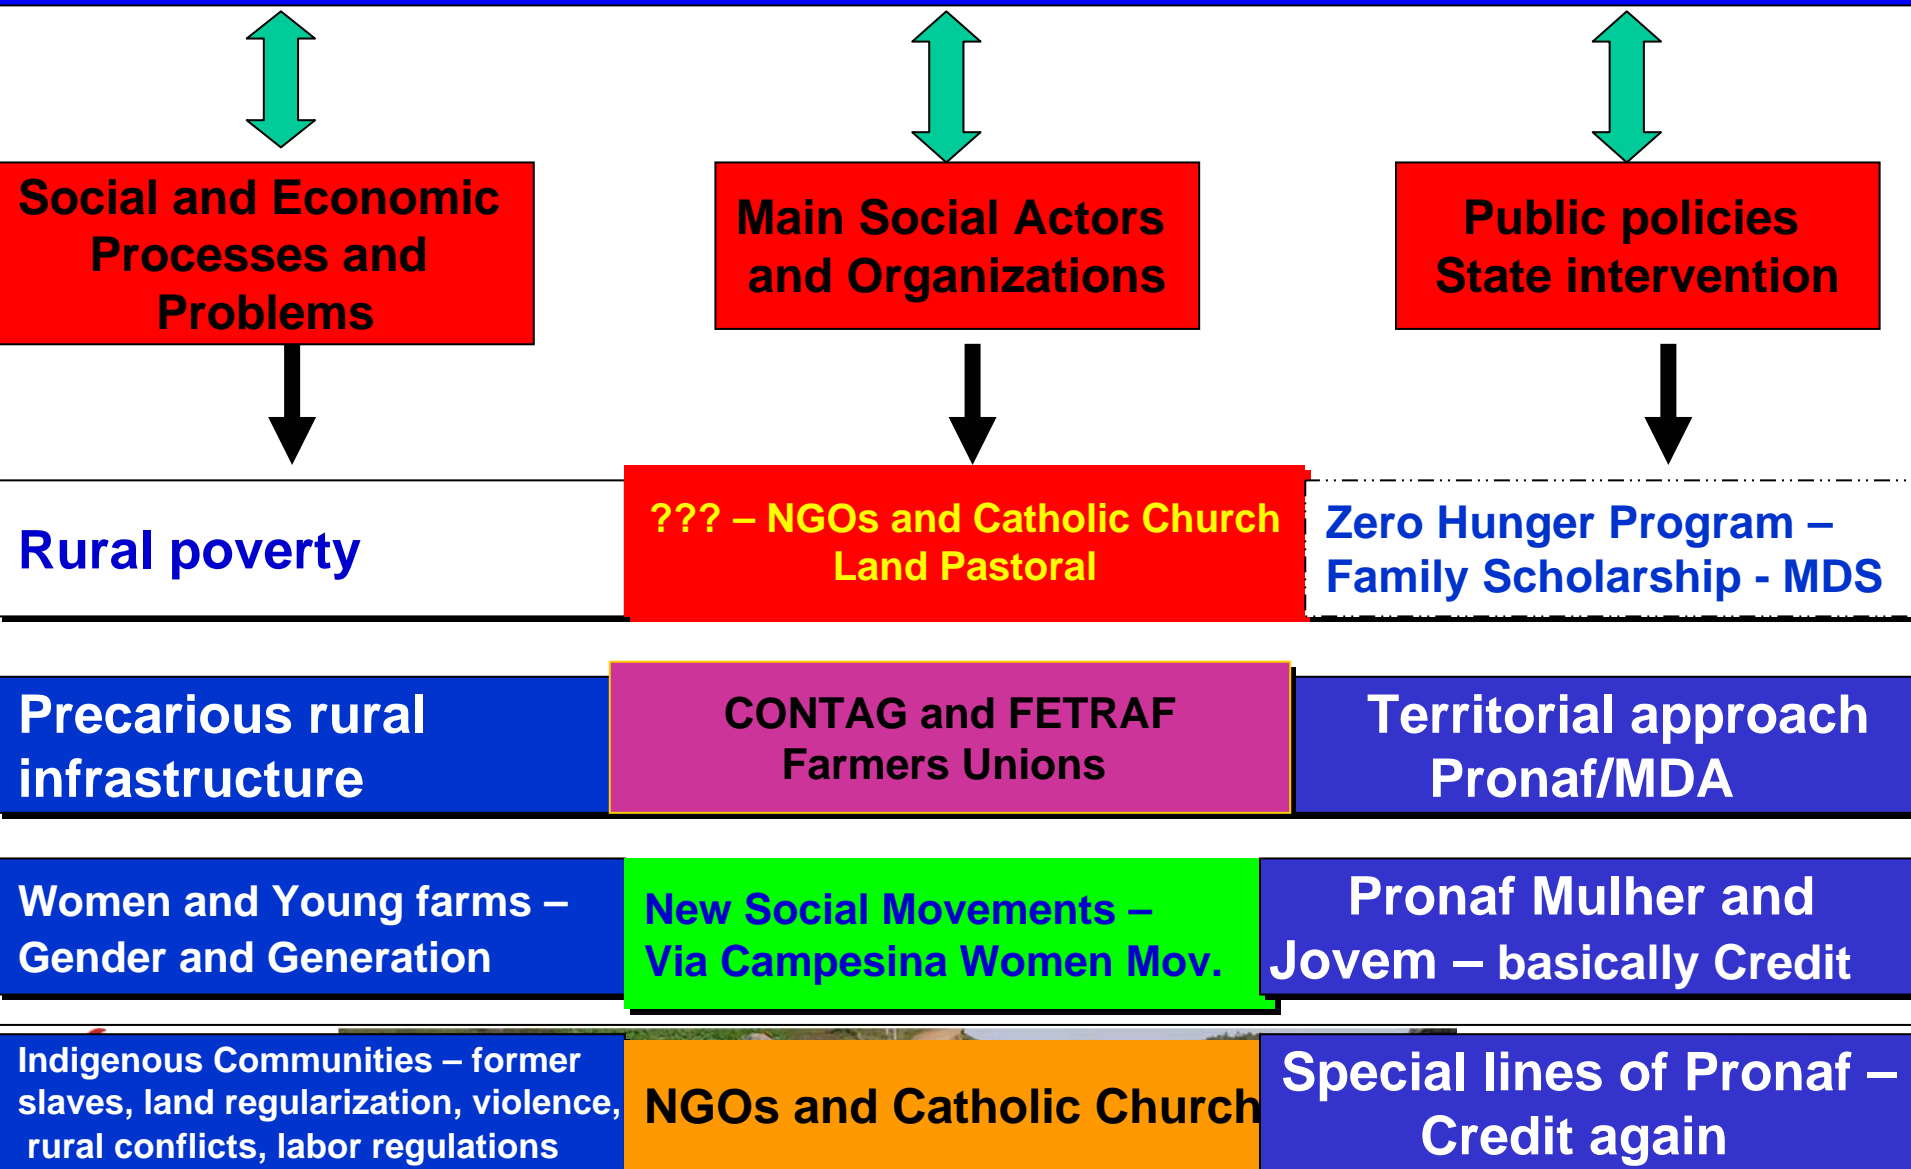 Social and Economic
Processes and
Problems
Main Social Actors
and Organizations
Public policies
State intervention
Rural poverty
??? – NGOs and Catholic Church
Land Pastoral
Zero Hunger Program –
Family Scholarship - MDS
Precarious rural
infrastructure
CONTAG and FETRAF
Farmers Unions
Territorial approach
Pronaf/MDA
Women and Young farms –
Gender and Generation
New Social Movements –
Via Campesina Women Mov.
Pronaf Mulher and
Jovem – basically Credit
Indigenous Communities – former
slaves, land regularization, violence,
rural conflicts, labor regulations
NGOs and Catholic Church
Special lines of Pronaf –
Credit again